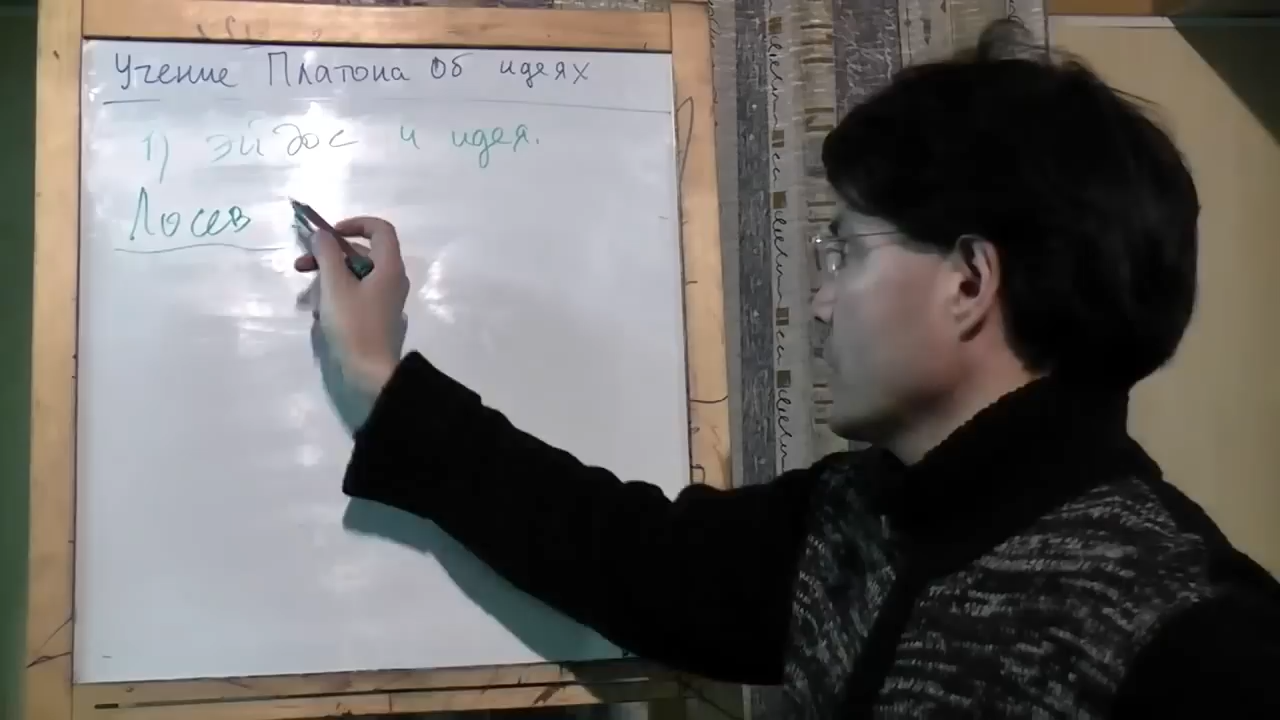 Учение Платона Об идеях
1) эйдос и идея.
Лосев